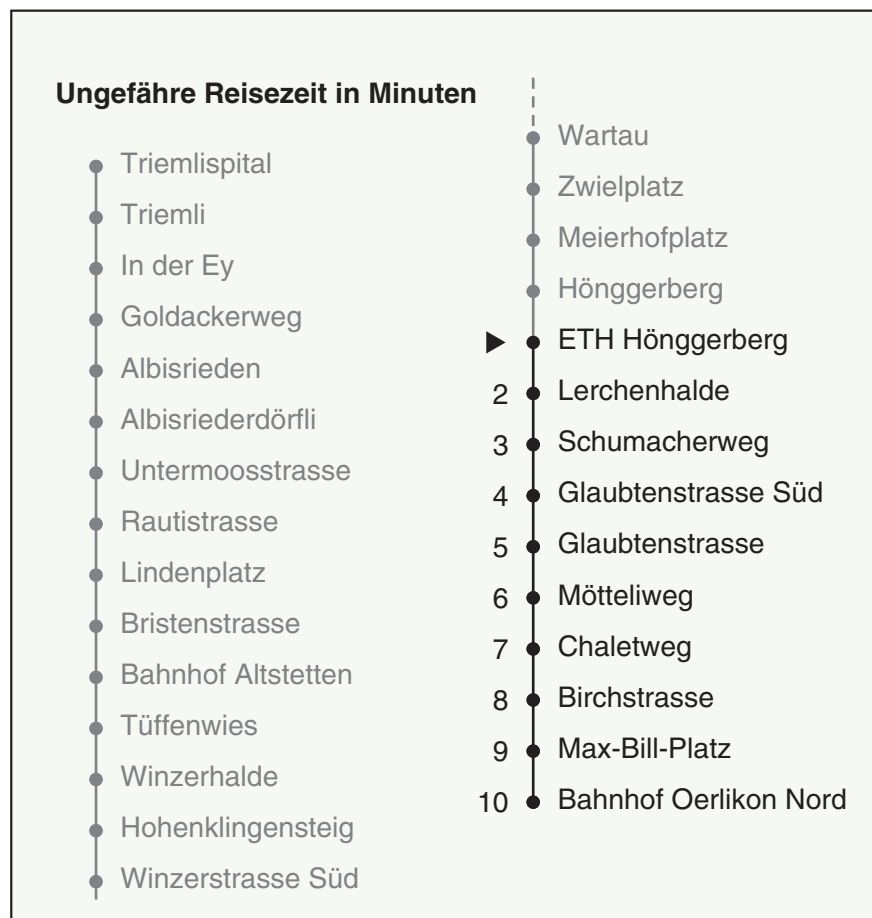 Ungefähre Reisezeit in Minuten
Triemlispital
Triemli
In der Ey
Goldackerweg
Albisrieden
Albisriederdörfli
Untermoosstrasse
Rautistrasse
Lindenplatz
Bristenstrasse
Bahnhof Altstetten
Tüffenwies
Winzerhalde
Hohenklingensteig
Winzerstrasse Süd
Wartau
Zwielplatz
Meierhofplatz
Hönggerberg
ETH Hönggerberg
2 Lerchenhalde
3 Schumacherweg
4 Glaubtenstrasse Süd
5 Glaubtenstrasse
6 Mötteliweg
7 Chaletweg
8 Birchstrasse
9 Max-Bill-Platz
10 Bahnhof Oerlikon Nord